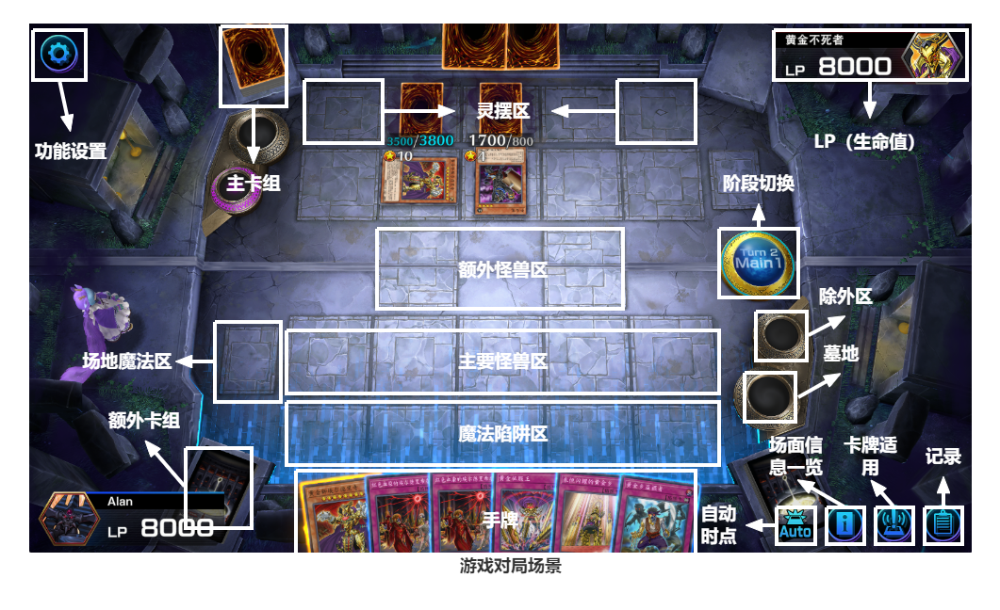 黄金不死者
LP 8000
功能设置
灵摆区
LP（生命值）
3500/3800
1700/800
10
4
主卡组
阶段切换
Turn 2
Main1
额外怪兽区
除外区
场地魔法区
主要怪兽区
墓地
额外卡组
魔法陷阱区
场面信
息一览
卡牌适
用
记录
Alan
LP 8000
手牌
黄金卿
自动
时点
Auto
游戏对局场景